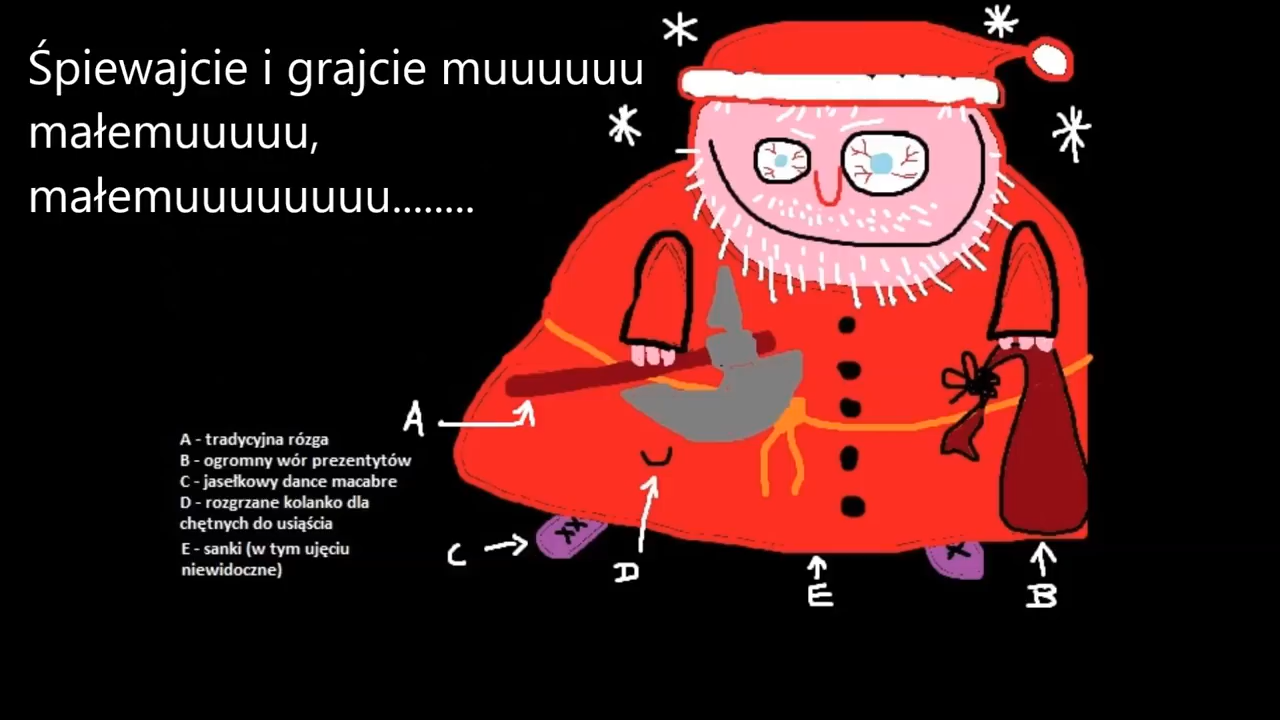 Śpiewajcie i grajcie muuuuuu
małemuuuuu,
małemuuuuuuuuu........
A
A - tradycyjna rózga
B - ogromny wór prezentytów
C - jasełkowy dance macabre
D - rozgrzane kolanko dla
chętnych do usiąścia
E - sanki (w tym ujęciu
niewidoczne)
C
D
E
B